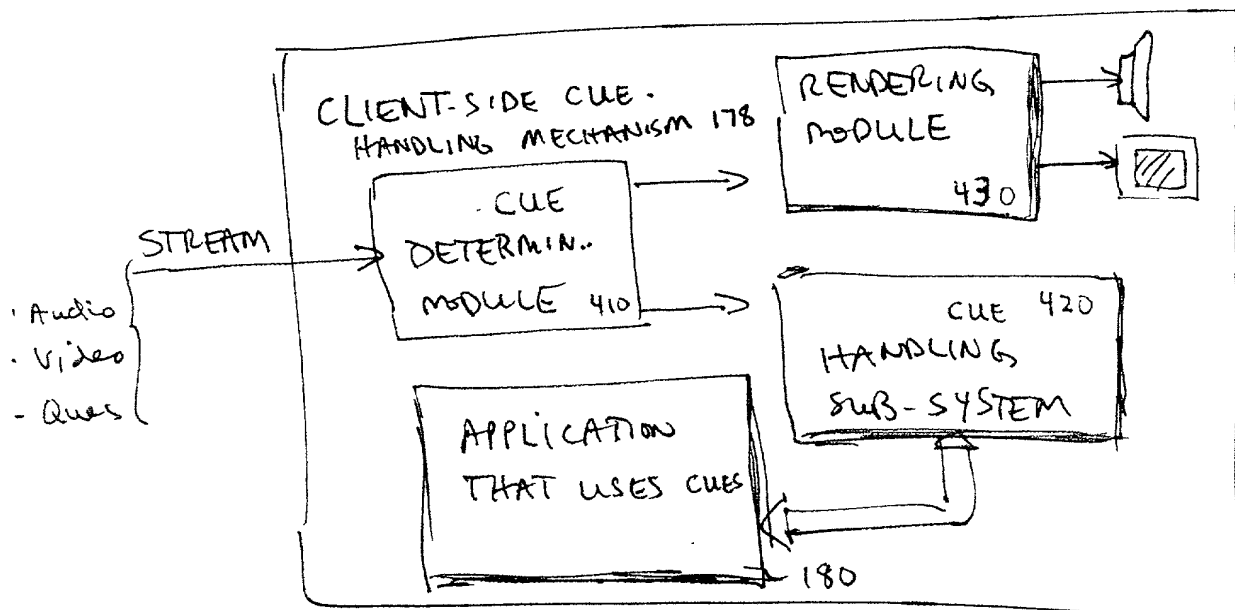 CLIENT-SIDE CUE-
HANDLING MECHANISM 178
RENDERING
MODULE
430
STREAM
· Audio
· Video
- Ques
CUE
DETERMIN..
MODULE 410
CUE 420
HANDLING
SUB-SYSTEM
APPLICATION
THAT USES CUES
180